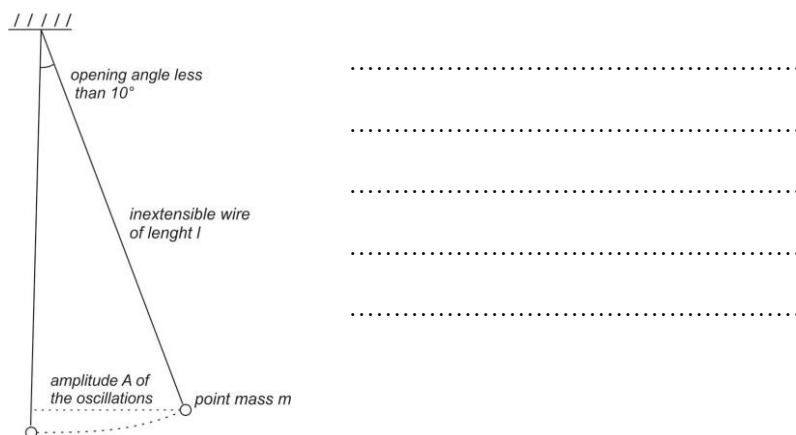 opening angle less
than 10°
inextensible wire
of lenght l
amplitude A of
the oscillations
point mass m